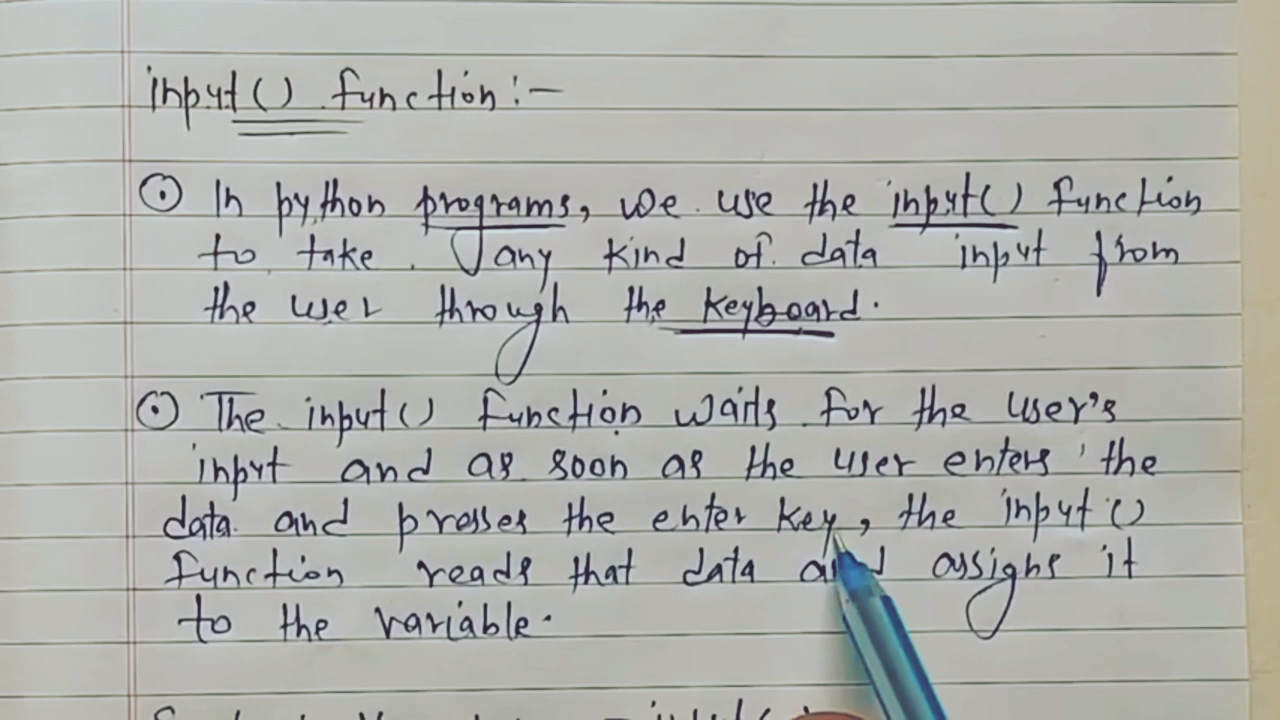 input() function:-
⊙ In python programs, we use the input() function
to take any kind of data input from
the user through the keyboard.
⊙ The input() function waits for the user's
input and as soon as the user enters the
data and presses the enter key, the input()
function reads that data and assigns it
to the variable.